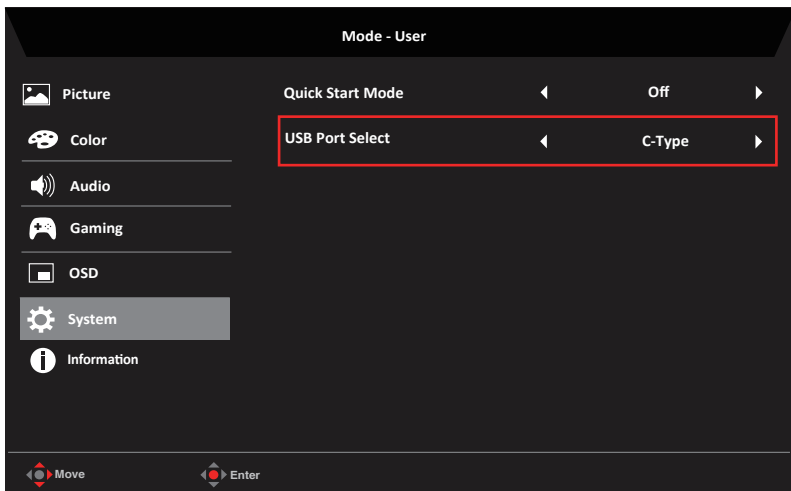 Mode - User
Picture
Quick Start Mode
Off
Color
USB Port Select
C-Type
Audio
Gaming
OSD
System
Information
Move
Enter